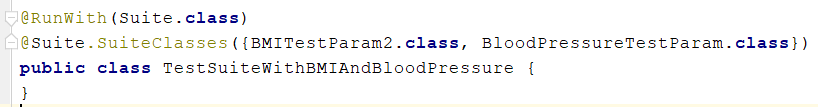 @RunWith(Suite.class)
@Suite.SuiteClasses({BMITestParam2.class, BloodPressureTestParam.class})
public class TestSuiteWithBMIAndBloodPressure {
}